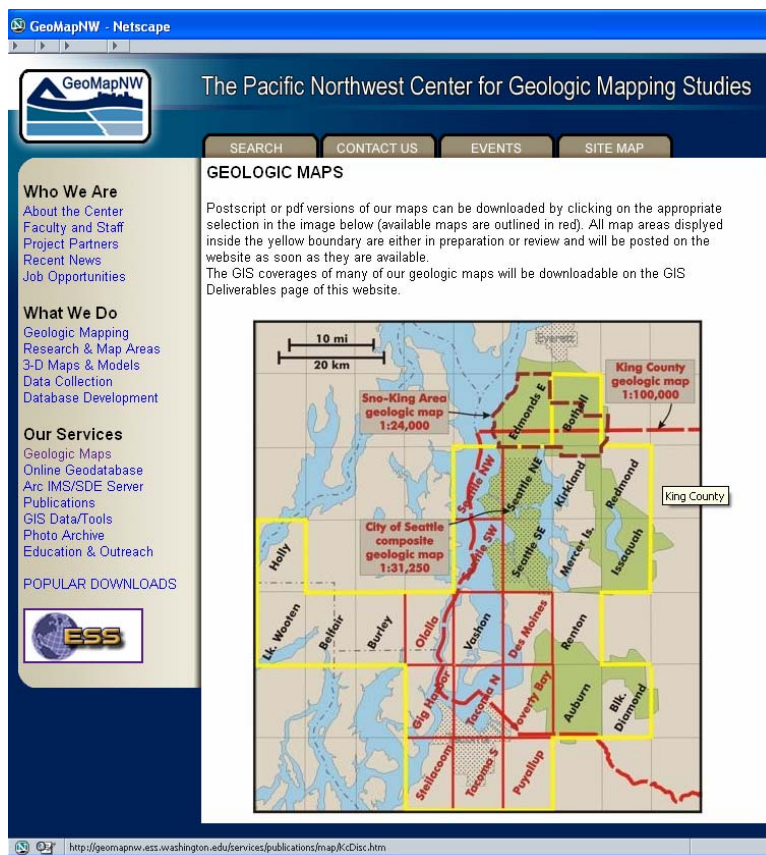 GeoMapNW - Netscape
GeoMapNW
The Pacific Northwest Center for Geologic Mapping Studies
SEARCH
CONTACT US
EVENTS
SITE MAP
Who We Are
About the Center
Faculty and Staff
Project Partners
Recent News
Job Opportunities
What We Do
Geologic Mapping
Research & Map Areas
3-D Maps & Models
Data Collection
Database Development
Our Services
Geologic Maps
Online Geodatabase
Arc IMS/SDE Server
Publications
GIS Data/Tools
Photo Archive
Education & Outreach
POPULAR DOWNLOADS
ESS
GEOLOGIC MAPS
Postscript or pdf versions of our maps can be downloaded by clicking on the appropriate
selection in the image below (available maps are outlined in red). All map areas displyed
inside the yellow boundary are either in preparation or review and will be posted on the
website as soon as they are available.
The GIS coverages of many of our geologic maps will be downloadable on the GIS
Deliverables page of this website.
10 mi
20 km
Everett
Sno-King Area
geologic map
1:24,000
King County
geologic map
1:100,000
Edmonds E
Bothell
Seattle NW
Seattle NE
Kirkland
Redmond
King County
City of Seattle
composite
geologic map
1:31,250
Seattle SW
Seattle SE
Mercer Is.
Issaquah
Holly
Lk. Wooten
Belfair
Burley
Olalla
Vashon
Des Moines
Renton
Gig Harbor
Tacoma N
Poverty Bay
Auburn
Blk.
Diamond
Steilacoom
Tacoma S
Puyallup
http://geomapnw.ess.washington.edu/services/publications/map/KcDisc.htm